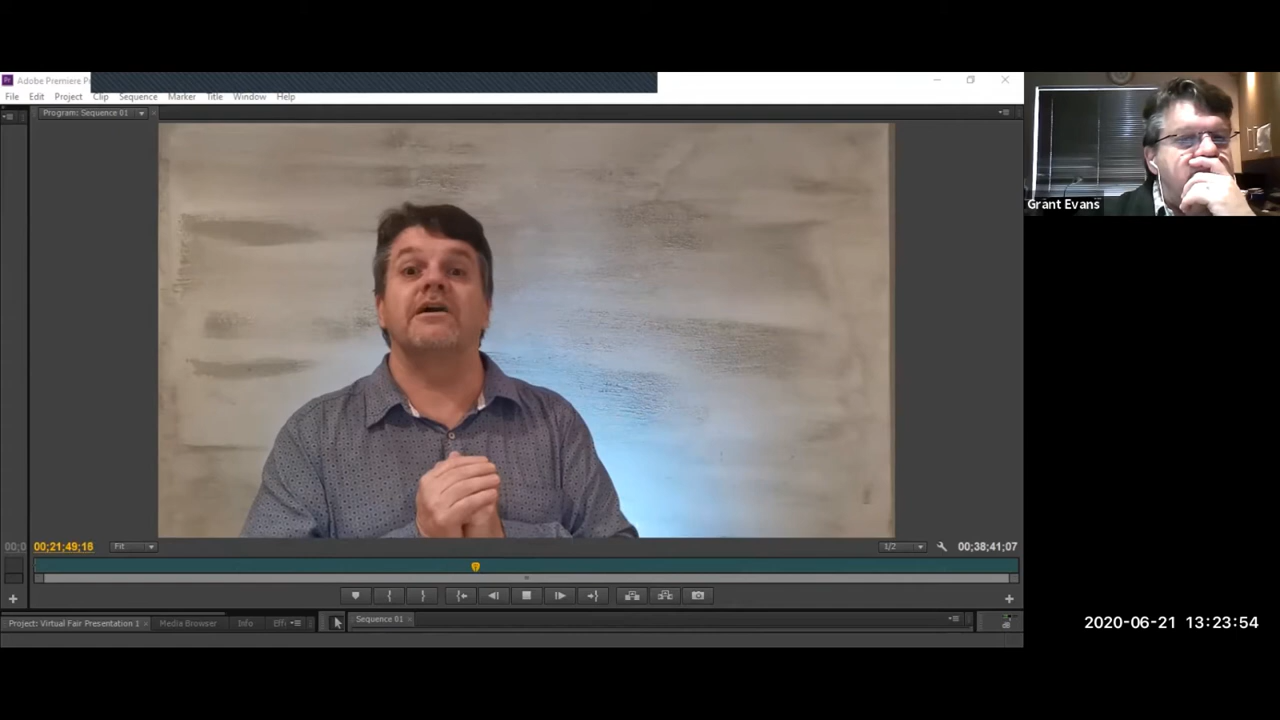 Adobe Premiere P
File Edit Project Clip Sequence Marker Title Window Help
Program: Sequence 01
Grant Evans
00;21;49;16
Fit
1/2
00;38;41;07
Project: Virtual Fair Presentation 1
Media Browser
Info
Sequence 01
2020-06-21 13:23:54